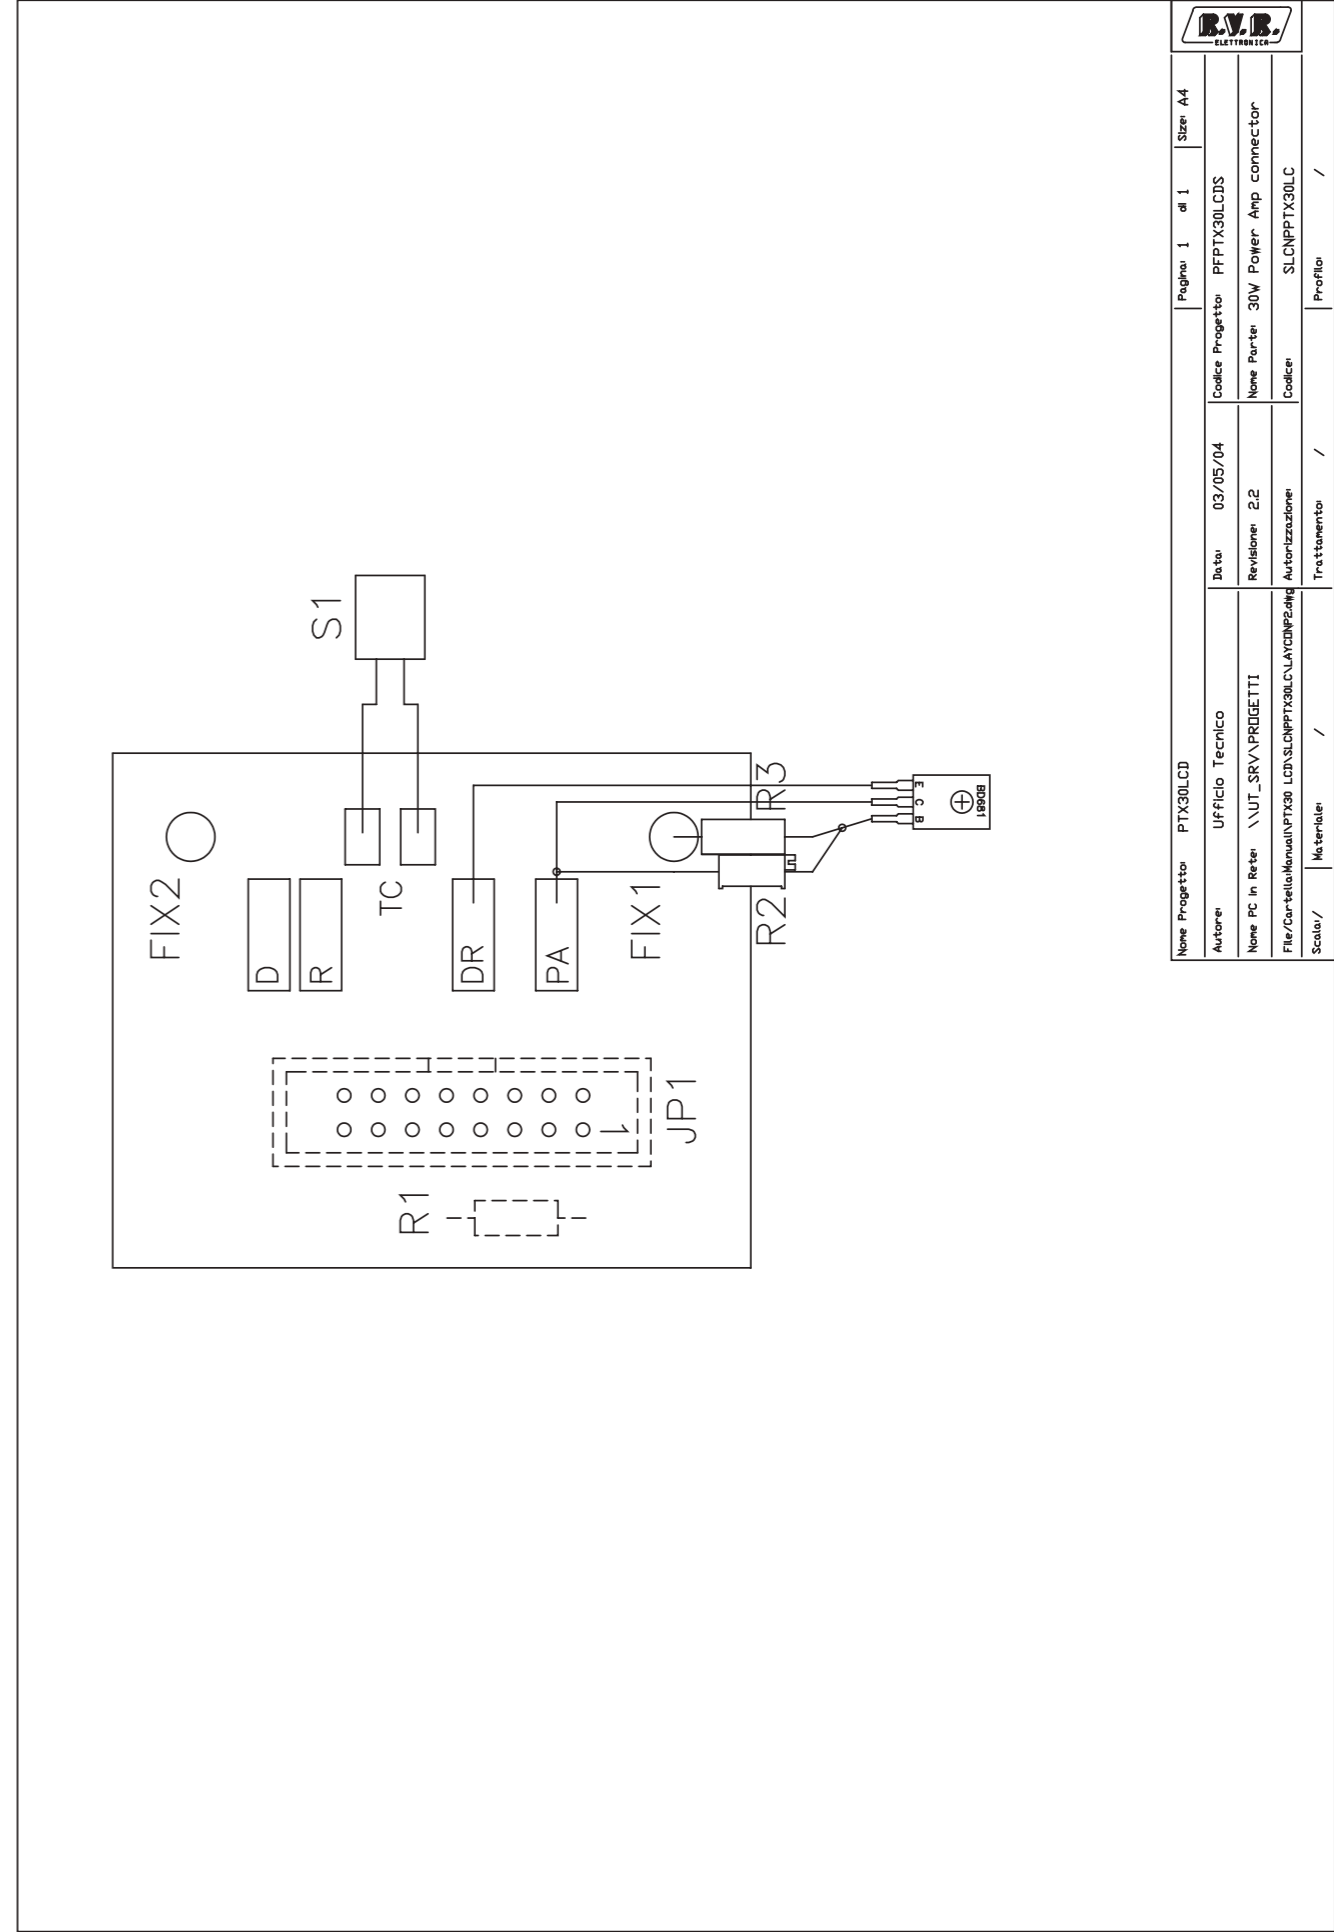 R.V.R.
ELETTRONICA
Nome Progetto: PTX30LCD
Pagina: 1 di 1
Size: A4
Autore: Ufficio Tecnico
Data: 03/05/04
Codice Progetto: PFPTX30LCDS
Nome PC in Rete: \\UT_SRV\PROGETTI
Revisione: 2.2
Nome Parte: 30W Power Amp connector
File/Cartella:Manuali\PTX30 LCD\SLCNPPTX30LC\LAYCONP2.dwg
Autorizzazione:
Codice: SLCNPPTX30LC
Scala:/
Materiale: /
Trattamento: /
Profilo: /
FIX2
D
R
TC
S1
DR
PA
FIX1
R3
R2
E
C
B
BD681
JP1
1
R1